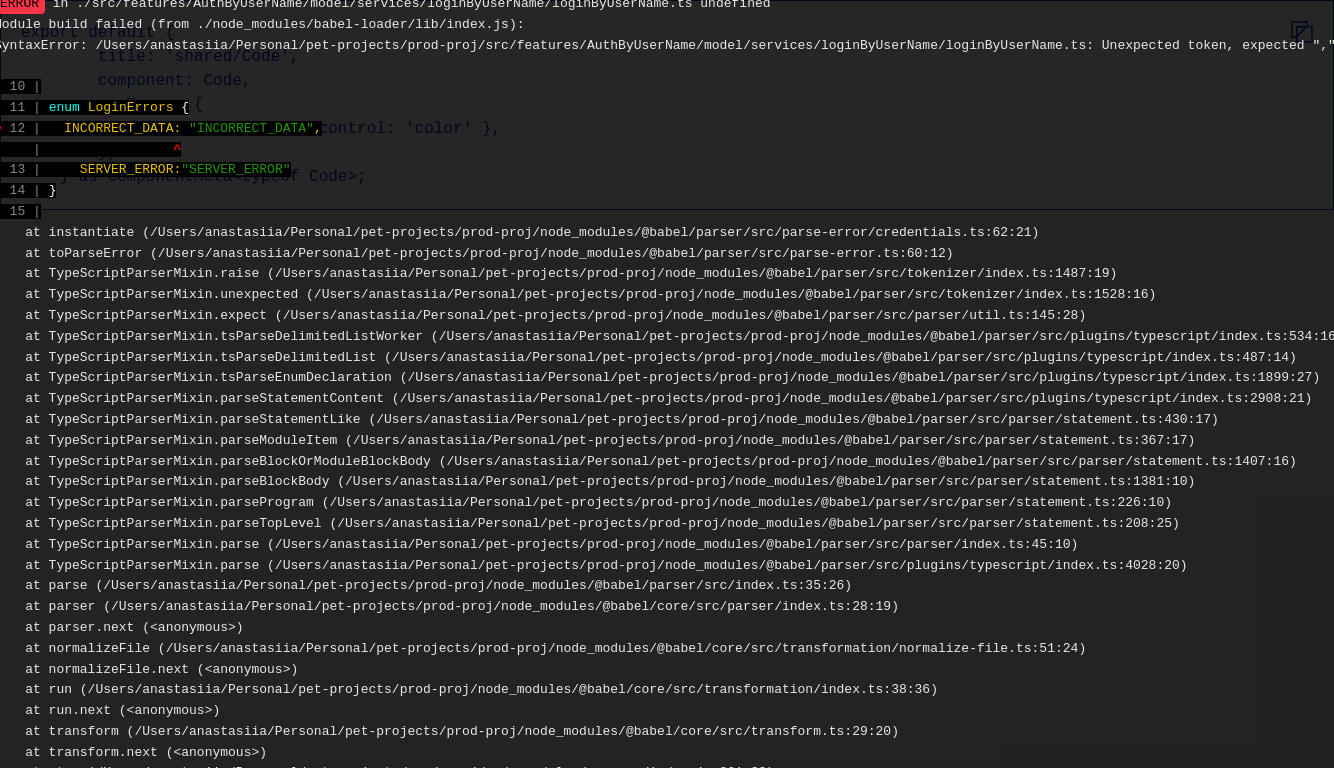 ERROR in ./src/features/AuthByUserName/model/services/loginByUserName/loginByUserName.ts undefined
Module build failed (from ./node_modules/babel-loader/lib/index.js):
export default {
SyntaxError: /Users/anastasiia/Personal/pet-projects/prod-proj/src/features/AuthByUserName/model/services/loginByUserName/loginByUserName.ts: Unexpected token, expected ","
title: 'shared/Code',
component: Code,
10 |
{
11 | enum LoginErrors {
> 12 |   INCORRECT_DATA: "INCORRECT_DATA",
control: 'color' },
|                 ^
13 |     SERVER_ERROR:"SERVER_ERROR"
} as ComponentMeta<typeof Code>;
14 | }
15 |
at instantiate (/Users/anastasiia/Personal/pet-projects/prod-proj/node_modules/@babel/parser/src/parse-error/credentials.ts:62:21)
at toParseError (/Users/anastasiia/Personal/pet-projects/prod-proj/node_modules/@babel/parser/src/parse-error.ts:60:12)
at TypeScriptParserMixin.raise (/Users/anastasiia/Personal/pet-projects/prod-proj/node_modules/@babel/parser/src/tokenizer/index.ts:1487:19)
at TypeScriptParserMixin.unexpected (/Users/anastasiia/Personal/pet-projects/prod-proj/node_modules/@babel/parser/src/tokenizer/index.ts:1528:16)
at TypeScriptParserMixin.expect (/Users/anastasiia/Personal/pet-projects/prod-proj/node_modules/@babel/parser/src/parser/util.ts:145:28)
at TypeScriptParserMixin.tsParseDelimitedListWorker (/Users/anastasiia/Personal/pet-projects/prod-proj/node_modules/@babel/parser/src/plugins/typescript/index.ts:534:16
at TypeScriptParserMixin.tsParseDelimitedList (/Users/anastasiia/Personal/pet-projects/prod-proj/node_modules/@babel/parser/src/plugins/typescript/index.ts:487:14)
at TypeScriptParserMixin.tsParseEnumDeclaration (/Users/anastasiia/Personal/pet-projects/prod-proj/node_modules/@babel/parser/src/plugins/typescript/index.ts:1899:27)
at TypeScriptParserMixin.parseStatementContent (/Users/anastasiia/Personal/pet-projects/prod-proj/node_modules/@babel/parser/src/plugins/typescript/index.ts:2908:21)
at TypeScriptParserMixin.parseStatementLike (/Users/anastasiia/Personal/pet-projects/prod-proj/node_modules/@babel/parser/src/parser/statement.ts:430:17)
at TypeScriptParserMixin.parseModuleItem (/Users/anastasiia/Personal/pet-projects/prod-proj/node_modules/@babel/parser/src/parser/statement.ts:367:17)
at TypeScriptParserMixin.parseBlockOrModuleBlockBody (/Users/anastasiia/Personal/pet-projects/prod-proj/node_modules/@babel/parser/src/parser/statement.ts:1407:16)
at TypeScriptParserMixin.parseBlockBody (/Users/anastasiia/Personal/pet-projects/prod-proj/node_modules/@babel/parser/src/parser/statement.ts:1381:10)
at TypeScriptParserMixin.parseProgram (/Users/anastasiia/Personal/pet-projects/prod-proj/node_modules/@babel/parser/src/parser/statement.ts:226:10)
at TypeScriptParserMixin.parseTopLevel (/Users/anastasiia/Personal/pet-projects/prod-proj/node_modules/@babel/parser/src/parser/statement.ts:208:25)
at TypeScriptParserMixin.parse (/Users/anastasiia/Personal/pet-projects/prod-proj/node_modules/@babel/parser/src/parser/index.ts:45:10)
at TypeScriptParserMixin.parse (/Users/anastasiia/Personal/pet-projects/prod-proj/node_modules/@babel/parser/src/plugins/typescript/index.ts:4028:20)
at parse (/Users/anastasiia/Personal/pet-projects/prod-proj/node_modules/@babel/parser/src/index.ts:35:26)
at parser (/Users/anastasiia/Personal/pet-projects/prod-proj/node_modules/@babel/core/src/parser/index.ts:28:19)
at parser.next (<anonymous>)
at normalizeFile (/Users/anastasiia/Personal/pet-projects/prod-proj/node_modules/@babel/core/src/transformation/normalize-file.ts:51:24)
at normalizeFile.next (<anonymous>)
at run (/Users/anastasiia/Personal/pet-projects/prod-proj/node_modules/@babel/core/src/transformation/index.ts:38:36)
at run.next (<anonymous>)
at transform (/Users/anastasiia/Personal/pet-projects/prod-proj/node_modules/@babel/core/src/transform.ts:29:20)
at transform.next (<anonymous>)